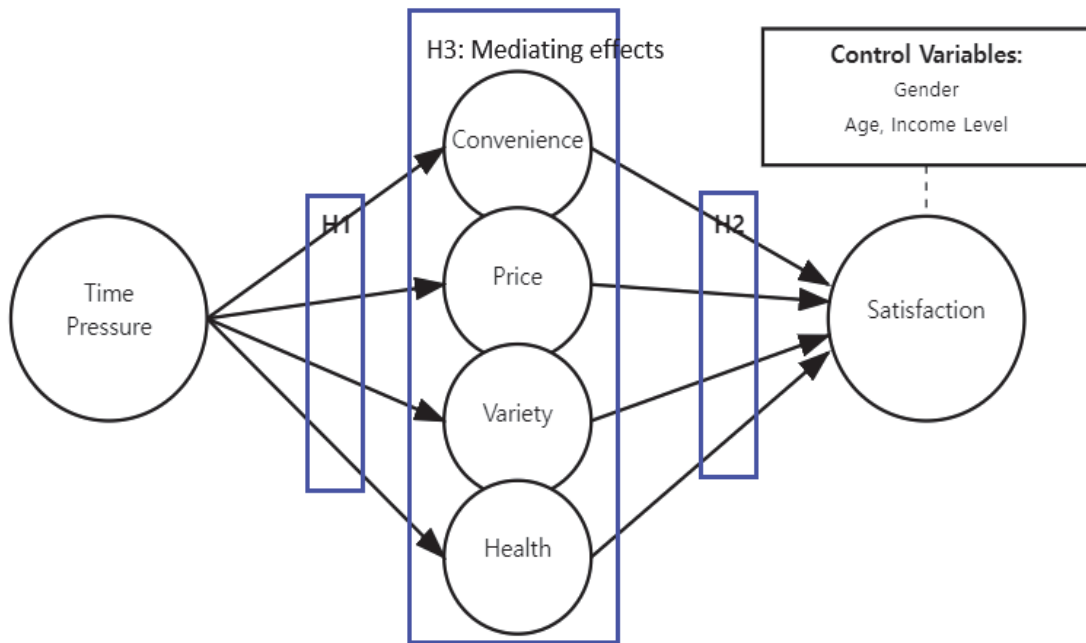 H3: Mediating effects
Control Variables:
Gender
Age, Income Level
Convenience
H1
H2
Price
Time
Pressure
Satisfaction
Variety
Health